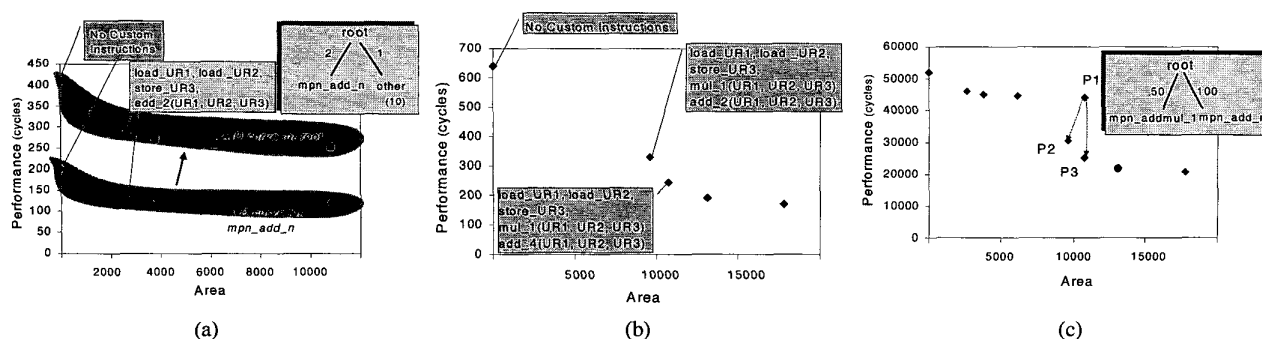 No Custom
Instructions
load_UR1, load_UR2,
store_UR3,
add_2(UR1, UR2, UR3)
root
2
1
mpn_add_n
other
(10)
450
400
350
300
250
200
150
100
50
0
Performance (cycles)
mpn_add_n
2000
4000
6000
8000
10000
Area
(a)
No Custom Instructions
load_UR1, load_UR2,
store_UR3,
mul_1(UR1, UR2, UR3)
add_2(UR1, UR2, UR3)
load_UR1, load_UR2,
store_UR3,
mul_1(UR1, UR2, UR3)
add_4(UR1, UR2, UR3)
700
600
500
400
300
200
100
0
Performance (cycles)
5000
10000
15000
Area
(b)
60000
50000
40000
30000
20000
10000
0
Performance (cycles)
P1
P2
P3
root
50
100
mpn_addmul_1
mpn_add_n
5000
10000
15000
Area
(c)